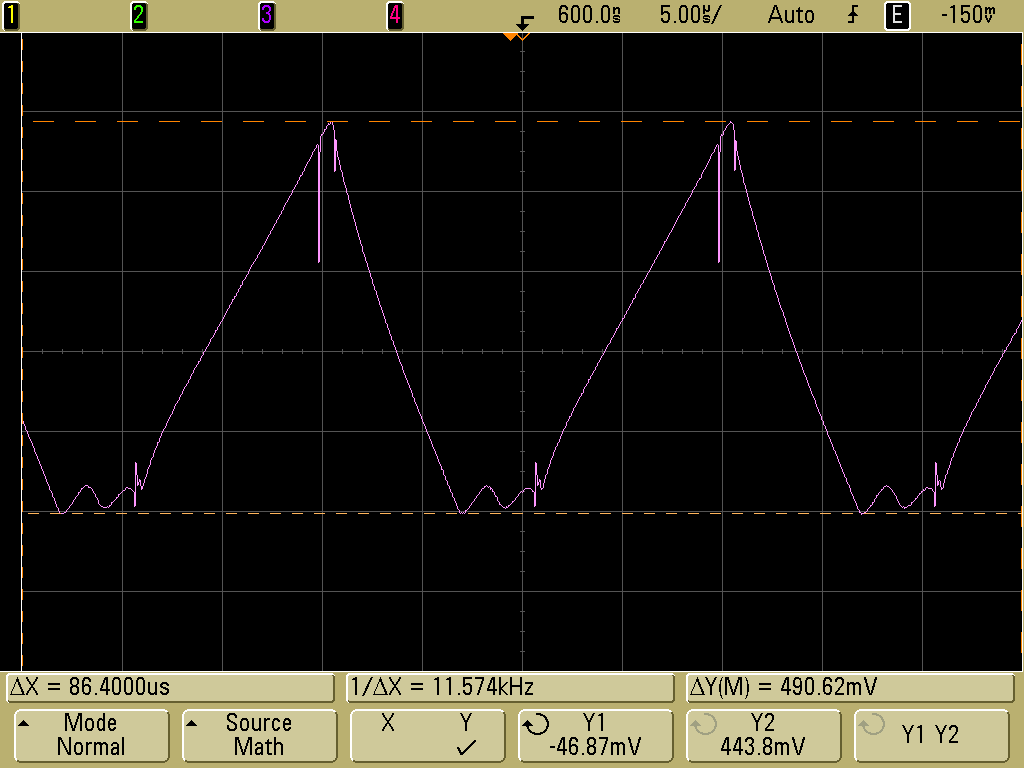 1 2 3 4 600.0ns 5.00us/ Auto E -150mV
ΔX = 86.4000us 1/ΔX = 11.574kHz ΔY(M) = 490.62mV
Mode Source X Y Y1 Y2 Y1 Y2
Normal Math -46.87mV 443.8mV